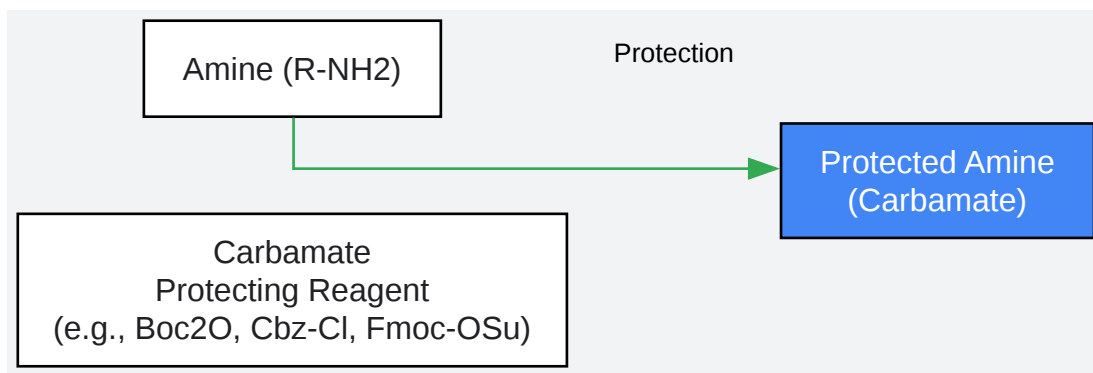 Amine (R-NH2)
Protection
Protected Amine
(Carbamate)
Carbamate
Protecting Reagent
(e.g., Boc2O, Cbz-Cl, Fmoc-OSu)